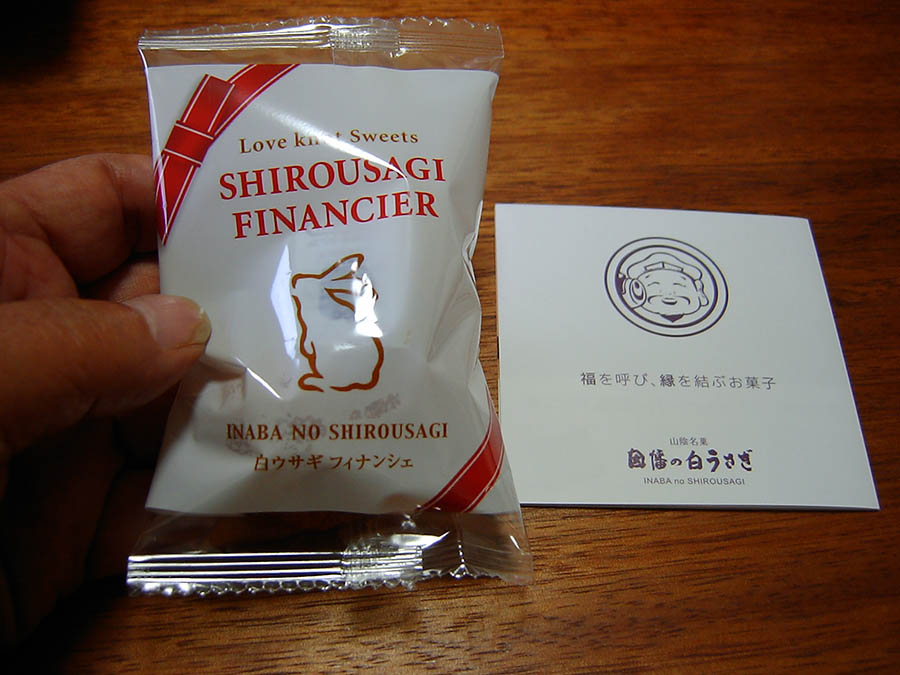 Love knot Sweets
SHIROUSAGI
FINANCIER
INABA NO SHIROUSAGI
白ウサギ フィナンシェ
福を呼び、縁を結ぶお菓子
山陰名菓
因幡の白うさぎ
INABA no SHIROUSAGI